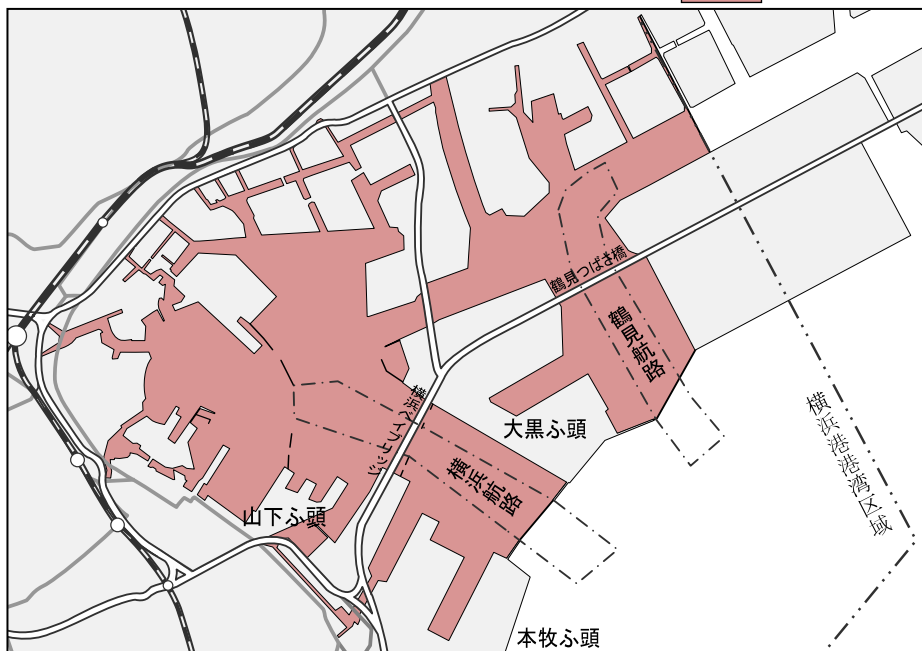 鶴見つばさ橋
鶴見航路
横浜ベイブリッジ
大黒ふ頭
横浜港港湾区域
横浜航路
山下ふ頭
本牧ふ頭